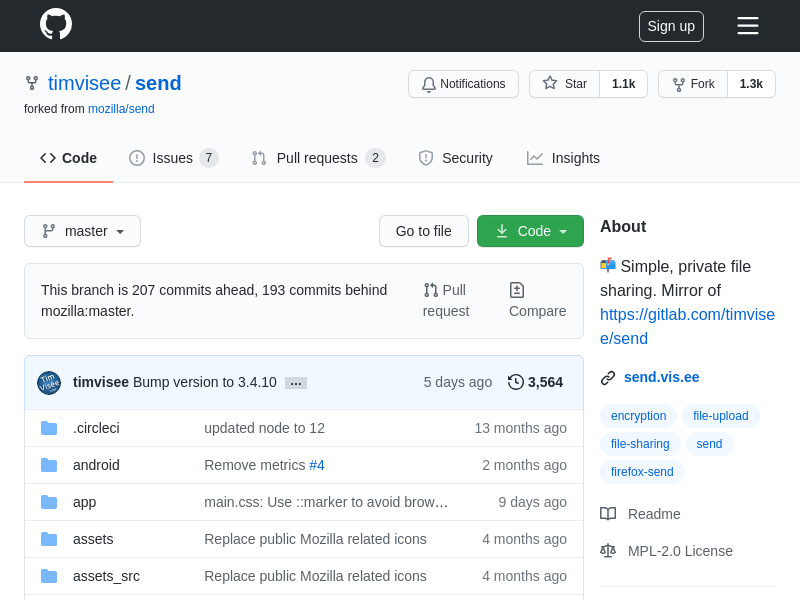 Sign up
timvisee / send
forked from mozilla/send
Notifications
Star 1.1k
Fork 1.3k
Code
Issues 7
Pull requests 2
Security
Insights
master
Go to file
Code
This branch is 207 commits ahead, 193 commits behind
mozilla:master.
Pull
request
Compare
Tim
Visée
timvisee Bump version to 3.4.10 …
5 days ago
3,564
.circleci updated node to 12 13 months ago
android Remove metrics #4 2 months ago
app main.css: Use ::marker to avoid brow… 9 days ago
assets Replace public Mozilla related icons 4 months ago
assets_src Replace public Mozilla related icons 4 months ago
About
Simple, private file
sharing. Mirror of
https://gitlab.com/timvise
e/send
send.vis.ee
encryption file-upload
file-sharing send
firefox-send
Readme
MPL-2.0 License